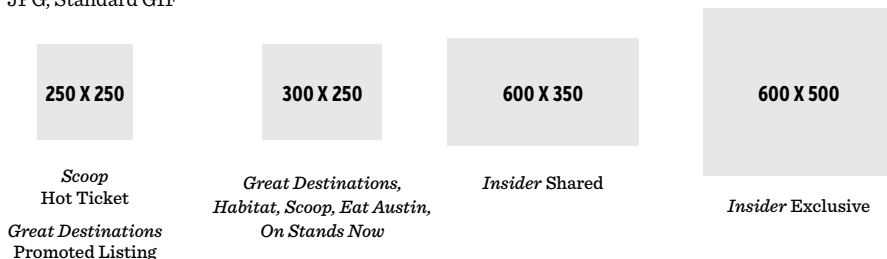 JPG, Standard GIF
250 X 250
300 X 250
600 X 350
600 X 500
Scoop
Hot Ticket
Great Destinations
Promoted Listing
Great Destinations,
Habitat, Scoop, Eat Austin,
On Stands Now
Insider Shared
Insider Exclusive